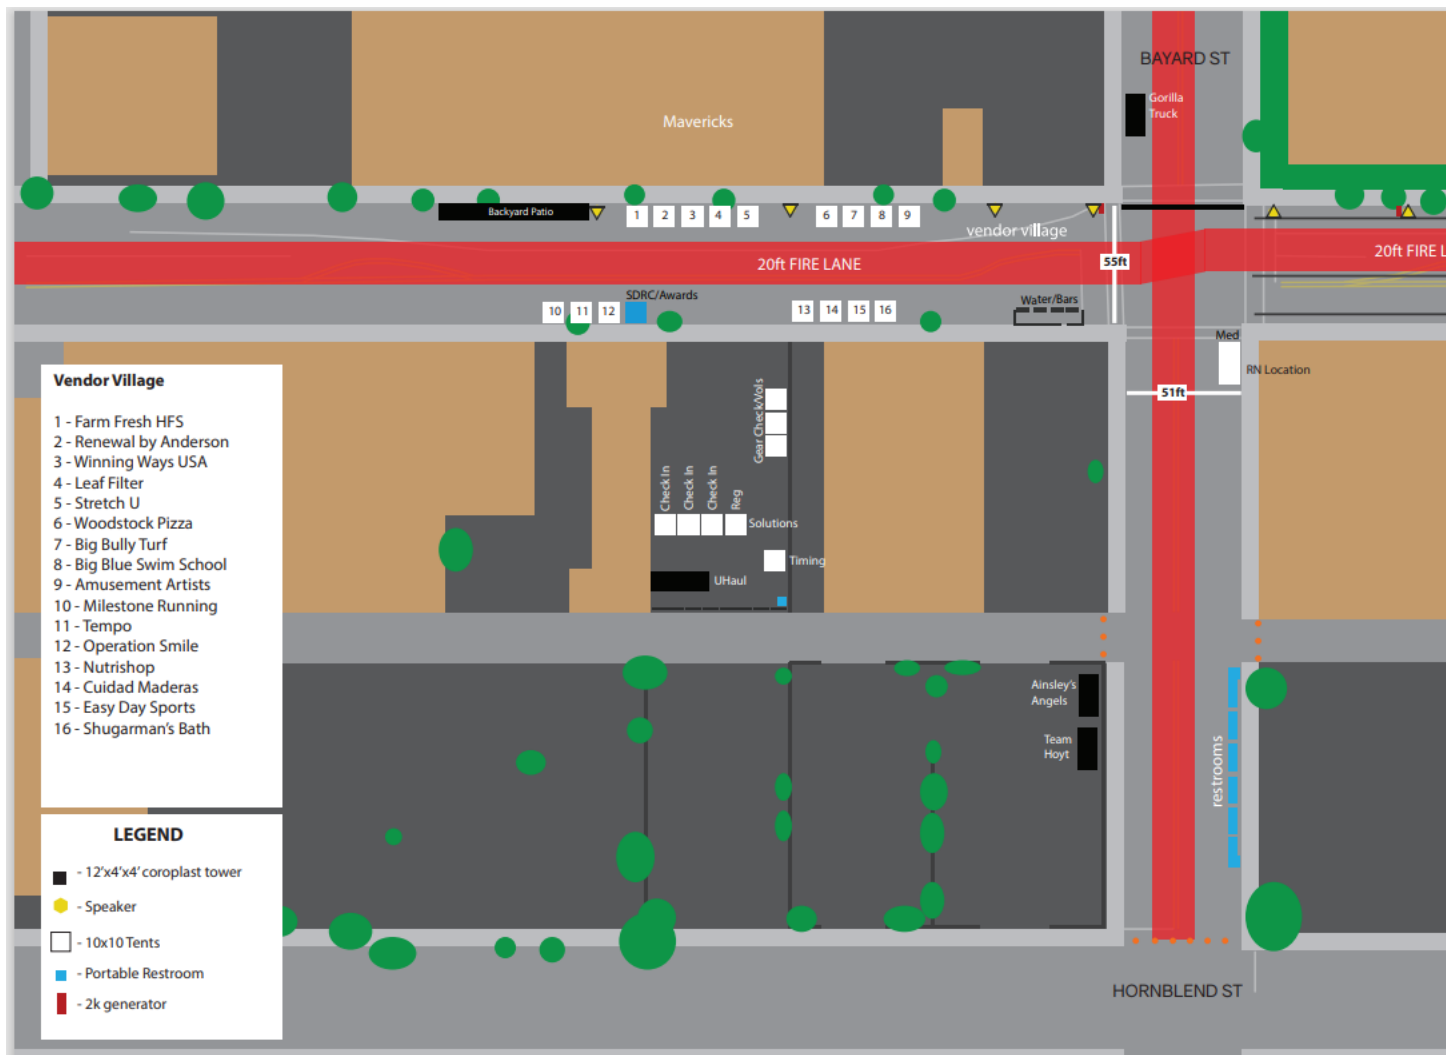 BAYARD ST
Gorilla
Truck
Mavericks
Backyard Patio
1 2 3 4 5 6 7 8 9
vendor village
20ft FIRE LANE
55ft
20ft FIRE L
SDRC/Awards
10 11 12
13 14 15 16
Water/Bars
Med
RN Location
51ft
Gear Check/Vols
Check In
Check In
Check In
Reg
Solutions
Timing
UHaul
Vendor Village
1 - Farm Fresh HFS
2 - Renewal by Anderson
3 - Winning Ways USA
4 - Leaf Filter
5 - Stretch U
6 - Woodstock Pizza
7 - Big Bully Turf
8 - Big Blue Swim School
9 - Amusement Artists
10 - Milestone Running
11 - Tempo
12 - Operation Smile
13 - Nutrishop
14 - Cuidad Maderas
15 - Easy Day Sports
16 - Shugarman's Bath
Ainsley's
Angels
Team
Hoyt
restrooms
LEGEND
- 12'x4'x4' coroplast tower
- Speaker
- 10x10 Tents
- Portable Restroom
- 2k generator
HORNBLEND ST